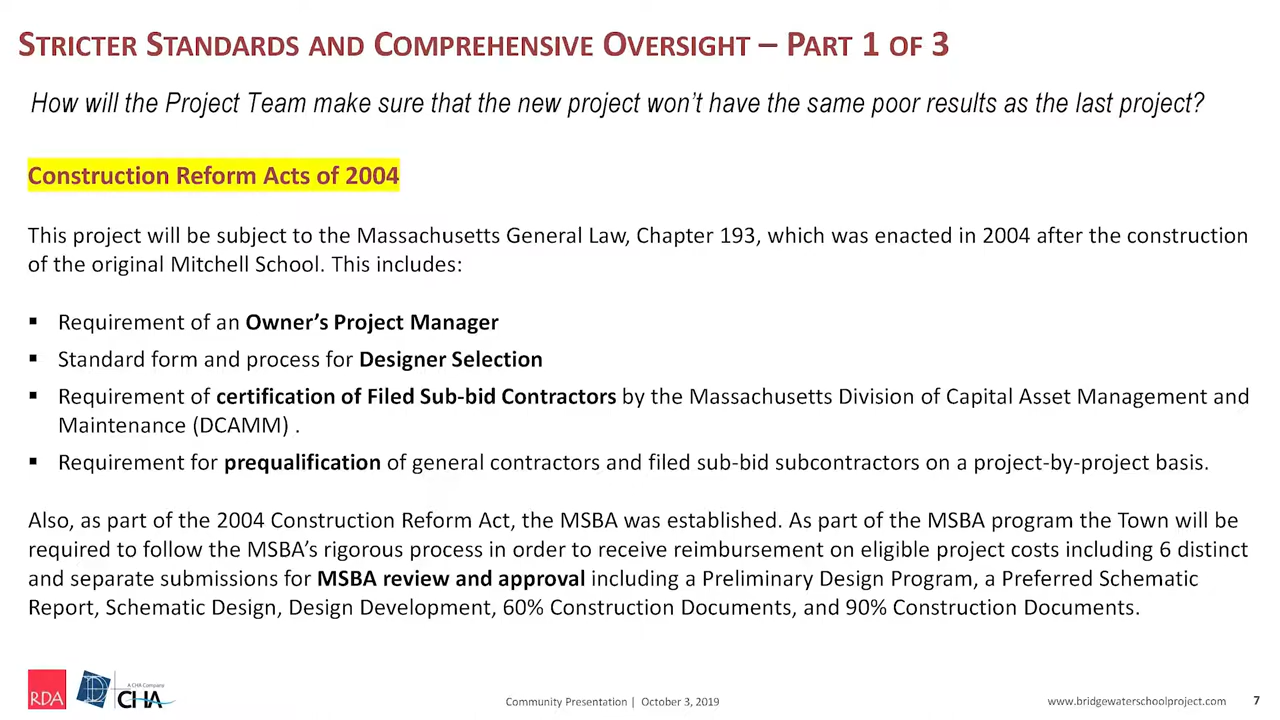 STRICTER STANDARDS AND COMPREHENSIVE OVERSIGHT – PART 1 OF 3
How will the Project Team make sure that the new project won't have the same poor results as the last project?
Construction Reform Acts of 2004
This project will be subject to the Massachusetts General Law, Chapter 193, which was enacted in 2004 after the construction
of the original Mitchell School. This includes:
▪ Requirement of an Owner's Project Manager
▪ Standard form and process for Designer Selection
▪ Requirement of certification of Filed Sub-bid Contractors by the Massachusetts Division of Capital Asset Management and
Maintenance (DCAMM) .
▪ Requirement for prequalification of general contractors and filed sub-bid subcontractors on a project-by-project basis.
Also, as part of the 2004 Construction Reform Act, the MSBA was established. As part of the MSBA program the Town will be
required to follow the MSBA's rigorous process in order to receive reimbursement on eligible project costs including 6 distinct
and separate submissions for MSBA review and approval including a Preliminary Design Program, a Preferred Schematic
Report, Schematic Design, Design Development, 60% Construction Documents, and 90% Construction Documents.
RDA
A CHA Company
CHA
Community Presentation | October 3, 2019
www.bridgewaterschoolproject.com 7